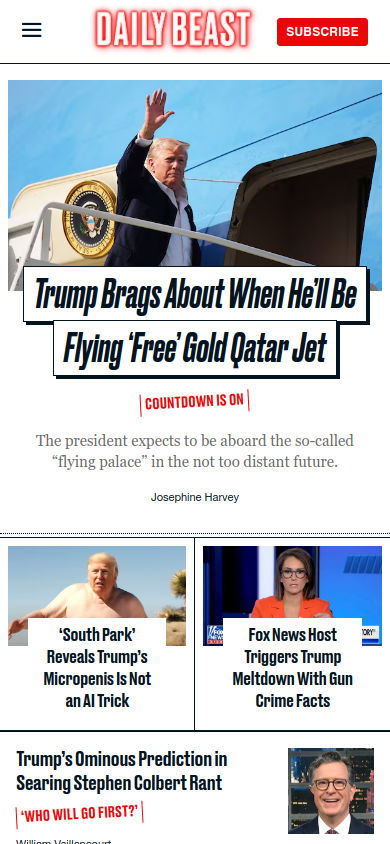 DAILY BEAST
SUBSCRIBE
Trump Brags About When He'll Be
Flying ‘Free’ Gold Qatar Jet
COUNTDOWN IS ON
The president expects to be aboard the so-called
“flying palace” in the not too distant future.
Josephine Harvey
‘South Park’
Reveals Trump’s
Micropenis Is Not
an AI Trick
Fox News Host
Triggers Trump
Meltdown With Gun
Crime Facts
Trump’s Ominous Prediction in
Searing Stephen Colbert Rant
‘WHO WILL GO FIRST?’
William Vaillancourt